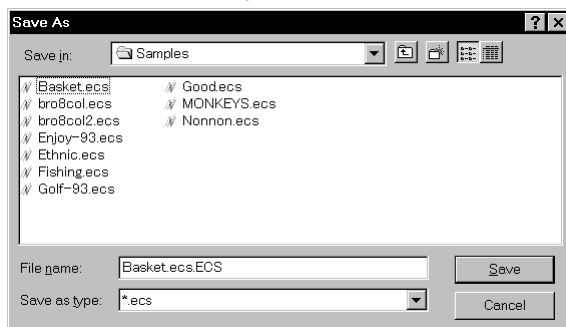 Save As
Save in: Samples
Basket.ecs Good.ecs
bro8col.ecs MONKEYS.ecs
bro8col2.ecs Nonnon.ecs
Enjoy-93.ecs
Ethnic.ecs
Fishing.ecs
Golf-93.ecs
File name: Basket.ecs.ECS Save
Save as type: *.ecs Cancel